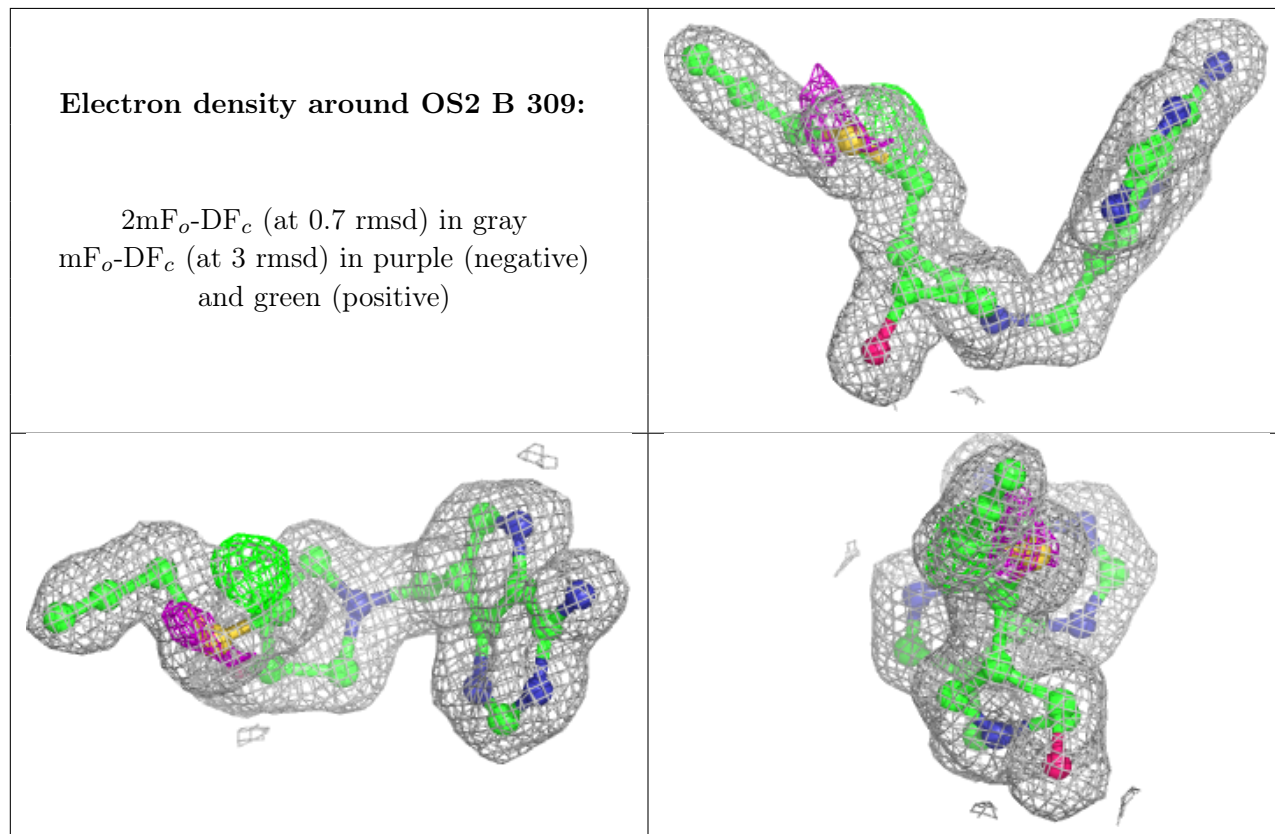 Electron density around OS2 B 309:
2mFo-DFc (at 0.7 rmsd) in gray
mFo-DFc (at 3 rmsd) in purple (negative)
and green (positive)